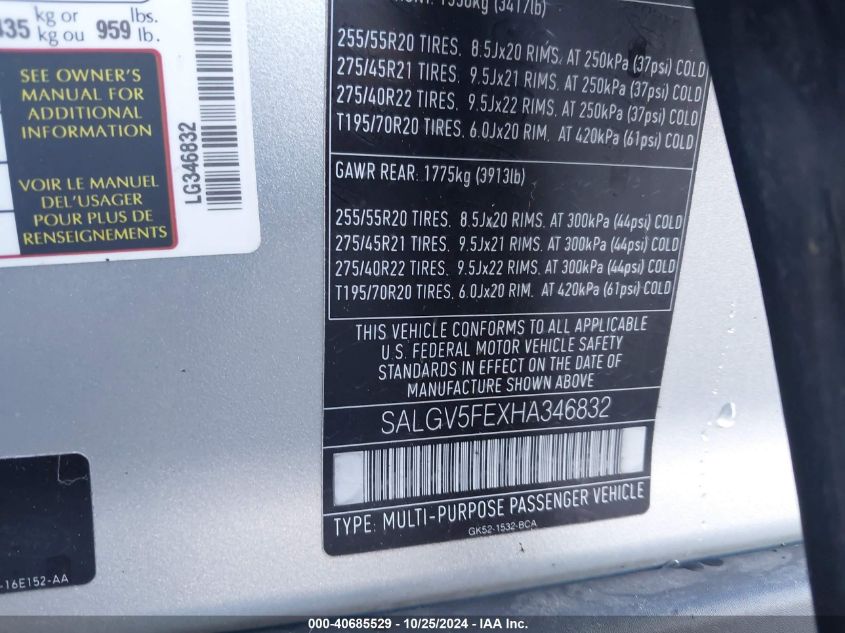 435 kg or lbs.
kg ou 959 lb.
SEE OWNER'S
MANUAL FOR
ADDITIONAL
INFORMATION
VOIR LE MANUEL
DEL'USAGER
POUR PLUS DE
RENSEIGNEMENTS
LG346832
(3417lb)
255/55R20 TIRES. 8.5Jx20 RIMS. AT 250kPa (37psi) COLD
275/45R21 TIRES. 9.5Jx21 RIMS. AT 250kPa (37psi) COLD
275/40R22 TIRES. 9.5Jx22 RIMS. AT 250kPa (37psi) COLD
T195/70R20 TIRES. 6.0Jx20 RIM. AT 420kPa (61psi) COLD
GAWR REAR: 1775kg (3913lb)
255/55R20 TIRES. 8.5Jx20 RIMS. AT 300kPa (44psi) COLD
275/45R21 TIRES. 9.5Jx21 RIMS. AT 300kPa (44psi) COLD
275/40R22 TIRES. 9.5Jx22 RIMS. AT 300kPa (44psi) COLD
T195/70R20 TIRES. 6.0Jx20 RIM. AT 420kPa (61psi) COLD
THIS VEHICLE CONFORMS TO ALL APPLICABLE
U.S. FEDERAL MOTOR VEHICLE SAFETY
STANDARDS IN EFFECT ON THE DATE OF
MANUFACTURE SHOWN ABOVE
SALGV5FEXHA346832
TYPE: MULTI-PURPOSE PASSENGER VEHICLE
GK52-1532-BCA
-16E152-AA
000-40685529 - 10/25/2024 - IAA Inc.